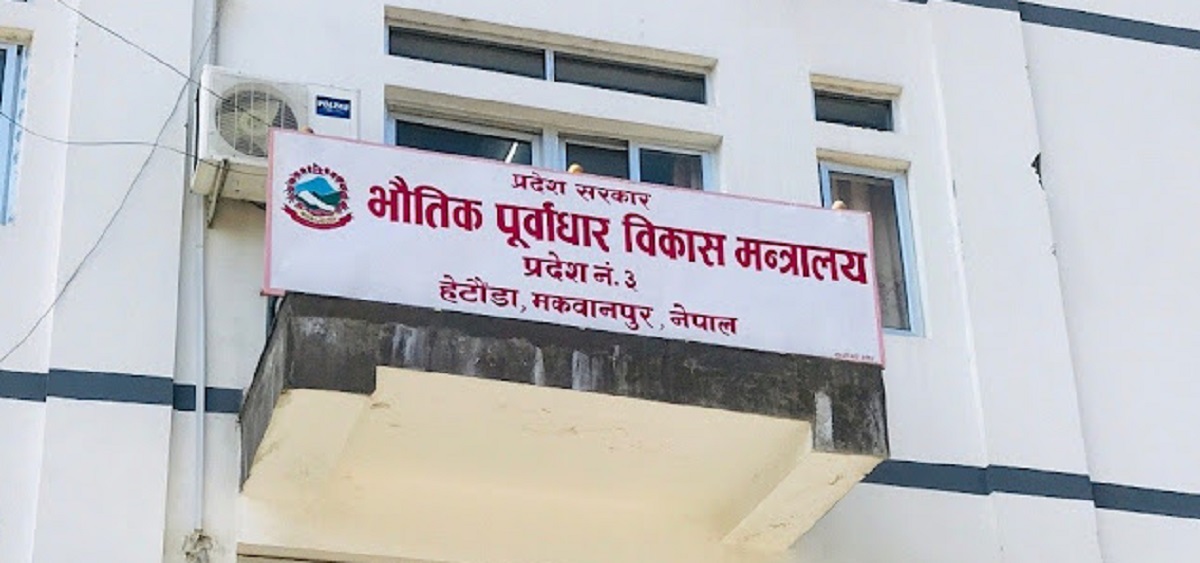 प्रदेश सरकार
भौतिक पूर्वाधार विकास मन्त्रालय
प्रदेश नं. ३
हेटौंडा, मकवानपुर, नेपाल